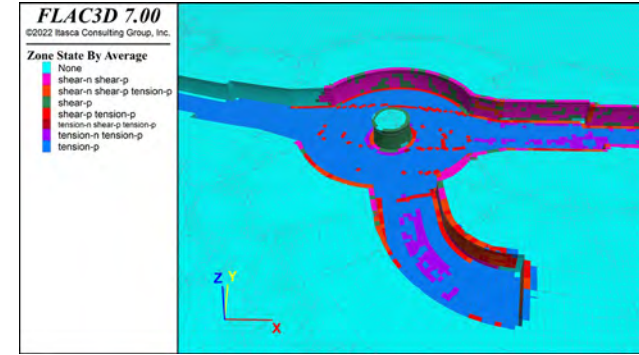 FLAC3D 7.00
©2022 Itasca Consulting Group, Inc.
Zone State By Average
None
shear-n shear-p
shear-n shear-p tension-p
shear-p
shear-p tension-p
tension-n shear-p tension-p
tension-n tension-p
tension-p
Z
Y
X